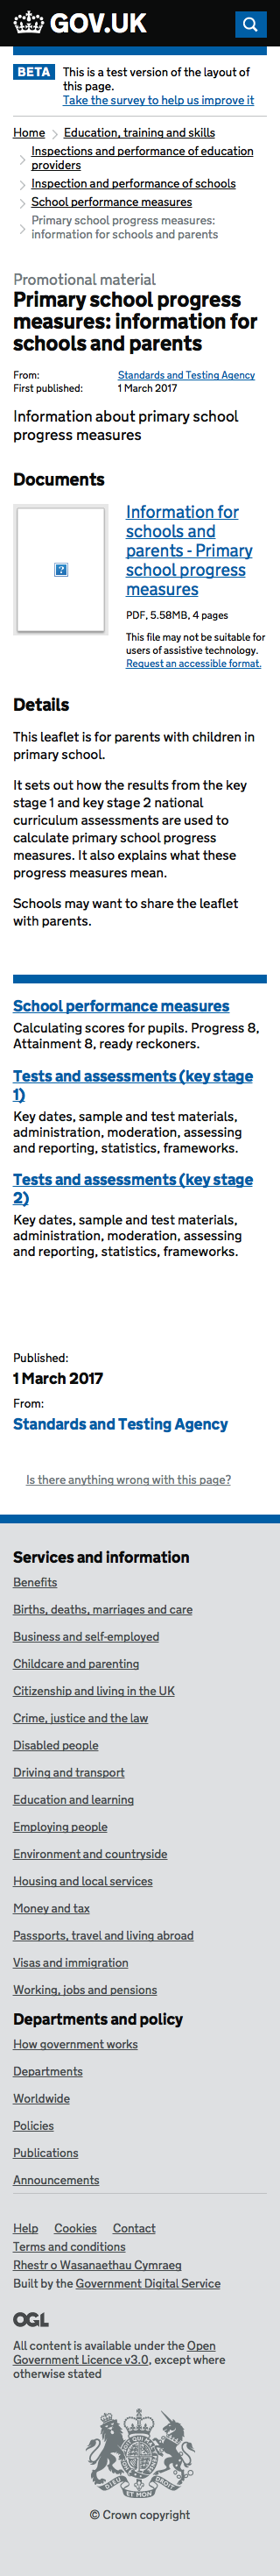 GOV.UK
BETA
This is a test version of the layout of
this page.
Take the survey to help us improve it
Home
Education, training and skills
Inspections and performance of education
providers
Inspection and performance of schools
School performance measures
Primary school progress measures:
information for schools and parents
Promotional material
Primary school progress
measures: information for
schools and parents
From: Standards and Testing Agency
First published: 1 March 2017
Information about primary school
progress measures
Documents
Information for
schools and
parents - Primary
school progress
measures
PDF, 5.58MB, 4 pages
This file may not be suitable for
users of assistive technology.
Request an accessible format.
Details
This leaflet is for parents with children in
primary school.
It sets out how the results from the key
stage 1 and key stage 2 national
curriculum assessments are used to
calculate primary school progress
measures. It also explains what these
progress measures mean.
Schools may want to share the leaflet
with parents.
School performance measures
Calculating scores for pupils. Progress 8,
Attainment 8, ready reckoners.
Tests and assessments (key stage
1)
Key dates, sample and test materials,
administration, moderation, assessing
and reporting, statistics, frameworks.
Tests and assessments (key stage
2)
Key dates, sample and test materials,
administration, moderation, assessing
and reporting, statistics, frameworks.
Published:
1 March 2017
From:
Standards and Testing Agency
Is there anything wrong with this page?
Services and information
Benefits
Births, deaths, marriages and care
Business and self-employed
Childcare and parenting
Citizenship and living in the UK
Crime, justice and the law
Disabled people
Driving and transport
Education and learning
Employing people
Environment and countryside
Housing and local services
Money and tax
Passports, travel and living abroad
Visas and immigration
Working, jobs and pensions
Departments and policy
How government works
Departments
Worldwide
Policies
Publications
Announcements
Help Cookies Contact
Terms and conditions
Rhestr o Wasanaethau Cymraeg
Built by the Government Digital Service
OGL
All content is available under the Open
Government Licence v3.0, except where
otherwise stated
DIEU ET MON
© Crown copyright